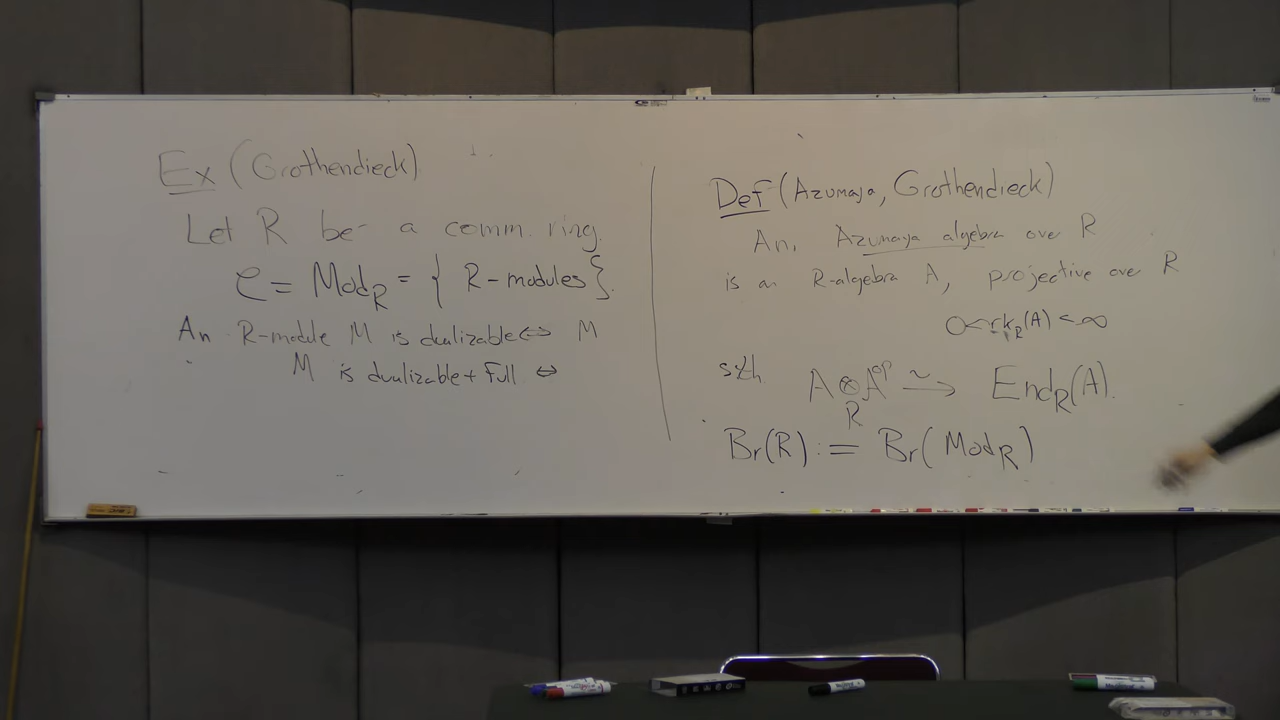 Ex (Grothendieck)
Let R be a comm. ring.
C = Mod_R = { R-modules }.
An R-module M is dualizable ⇔ M
M is dualizable + full ⇔
Def (Azumaya, Grothendieck)
An Azumaya algebra over R
is an R-algebra A, projective over R
0 < rk_R(A) < ∞
s.th. A ⊗_R A^op ~→ End_R(A).
Br(R) := Br(Mod_R)